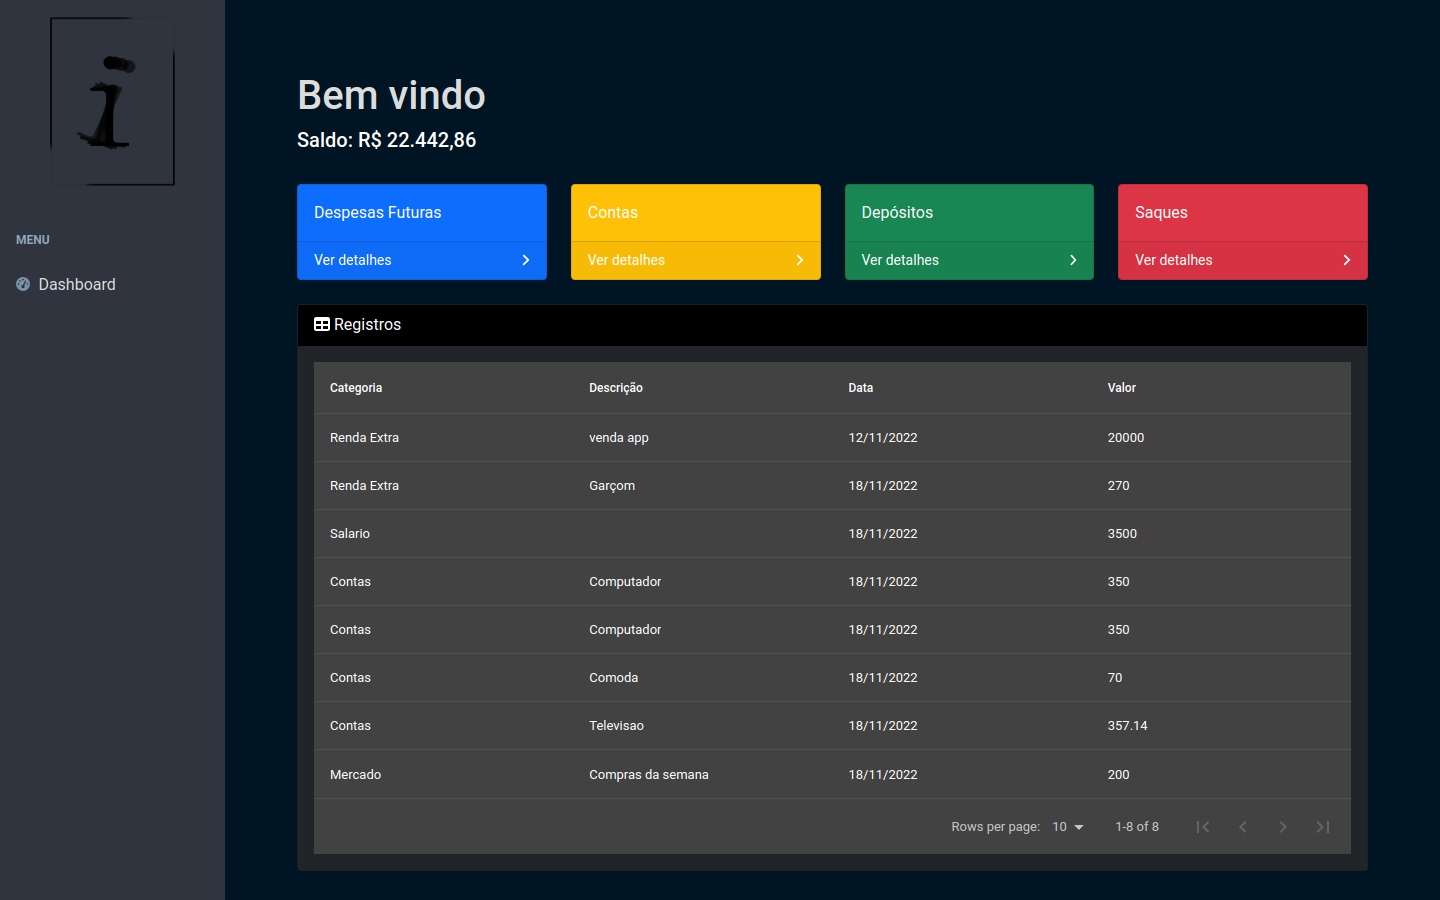 i
MENU
Dashboard
Bem vindo
Saldo: R$ 22.442,86
Despesas Futuras
Ver detalhes
Contas
Ver detalhes
Depósitos
Ver detalhes
Saques
Ver detalhes
Registros
Categoria Descrição Data Valor
Renda Extra venda app 12/11/2022 20000
Renda Extra Garçom 18/11/2022 270
Salario 18/11/2022 3500
Contas Computador 18/11/2022 350
Contas Computador 18/11/2022 350
Contas Comoda 18/11/2022 70
Contas Televisao 18/11/2022 357.14
Mercado Compras da semana 18/11/2022 200
Rows per page: 10 1-8 of 8